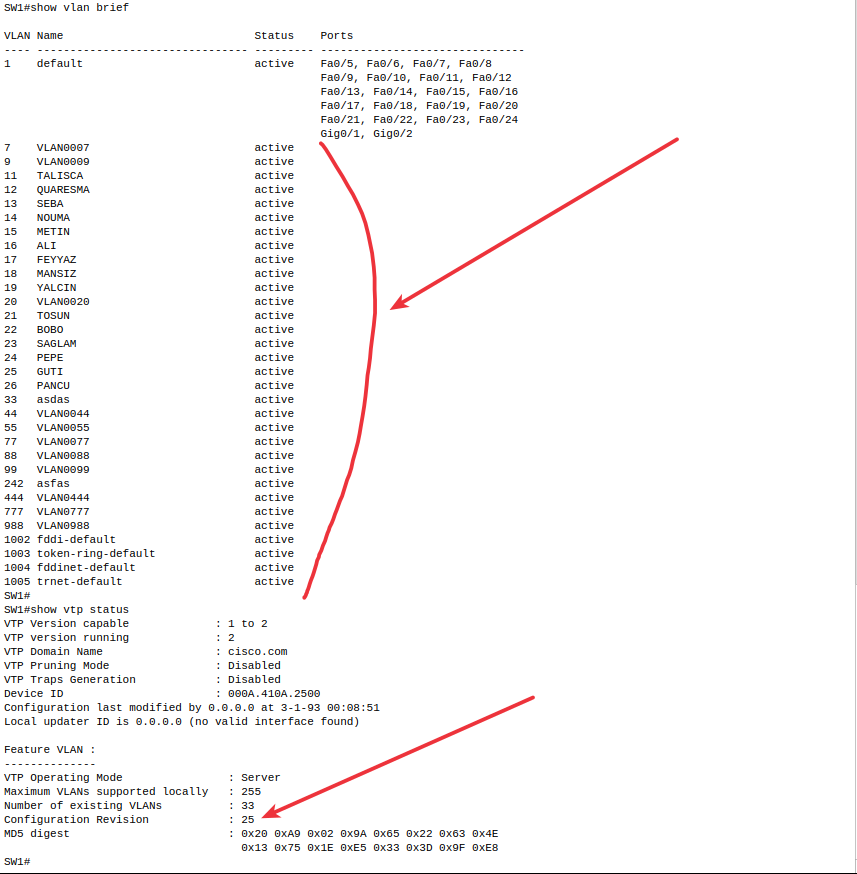 SW1#show vlan brief
VLAN Name                             Status    Ports
---- -------------------------------- --------- -------------------------------
1    default                          active    Fa0/5, Fa0/6, Fa0/7, Fa0/8
                                                Fa0/9, Fa0/10, Fa0/11, Fa0/12
                                                Fa0/13, Fa0/14, Fa0/15, Fa0/16
                                                Fa0/17, Fa0/18, Fa0/19, Fa0/20
                                                Fa0/21, Fa0/22, Fa0/23, Fa0/24
                                                Gig0/1, Gig0/2
7    VLAN0007                         active
9    VLAN0009                         active
11   TALISCA                          active
12   QUARESMA                         active
13   SEBA                             active
14   NOUMA                            active
15   METIN                            active
16   ALI                              active
17   FEYYAZ                           active
18   MANSIZ                           active
19   YALCIN                           active
20   VLAN0020                         active
21   TOSUN                            active
22   BOBO                             active
23   SAGLAM                           active
24   PEPE                             active
25   GUTI                             active
26   PANCU                            active
33   asdas                            active
44   VLAN0044                         active
55   VLAN0055                         active
77   VLAN0077                         active
88   VLAN0088                         active
99   VLAN0099                         active
242  asfas                            active
444  VLAN0444                         active
777  VLAN0777                         active
988  VLAN0988                         active
1002 fddi-default                     active
1003 token-ring-default               active
1004 fddinet-default                  active
1005 trnet-default                    active
SW1#
SW1#show vtp status
VTP Version capable             : 1 to 2
VTP version running             : 2
VTP Domain Name                 : cisco.com
VTP Pruning Mode                : Disabled
VTP Traps Generation            : Disabled
Device ID                       : 000A.410A.2500
Configuration last modified by 0.0.0.0 at 3-1-93 00:08:51
Local updater ID is 0.0.0.0 (no valid interface found)
Feature VLAN :
--------------
VTP Operating Mode                : Server
Maximum VLANs supported locally   : 255
Number of existing VLANs          : 33
Configuration Revision            : 25
MD5 digest                        : 0x20 0xA9 0x02 0x9A 0x65 0x22 0x63 0x4E
                                    0x13 0x75 0x1E 0xE5 0x33 0x3D 0x9F 0xE8
SW1#